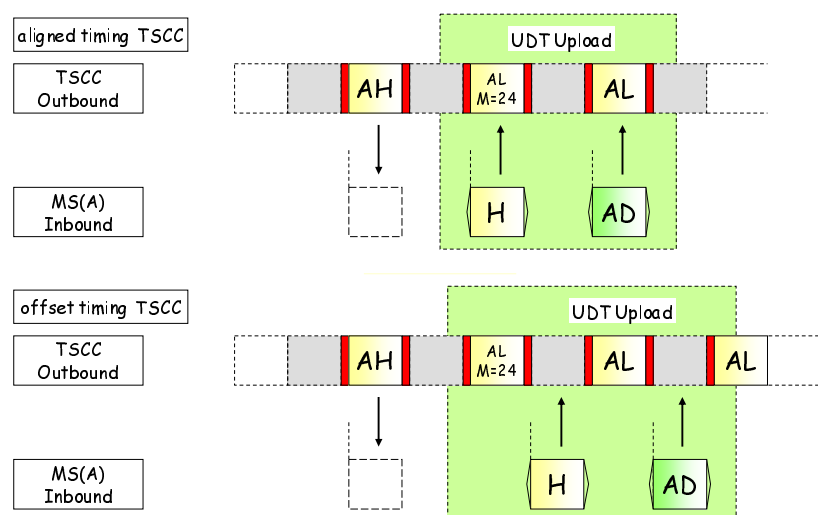 aligned timing TSCC
UDT Upload
TSCC
Outbound
AH
AL
M=24
AL
MS(A)
Inbound
H
AD
offset timing TSCC
UDT Upload
TSCC
Outbound
AH
AL
M=24
AL
AL
MS(A)
Inbound
H
AD